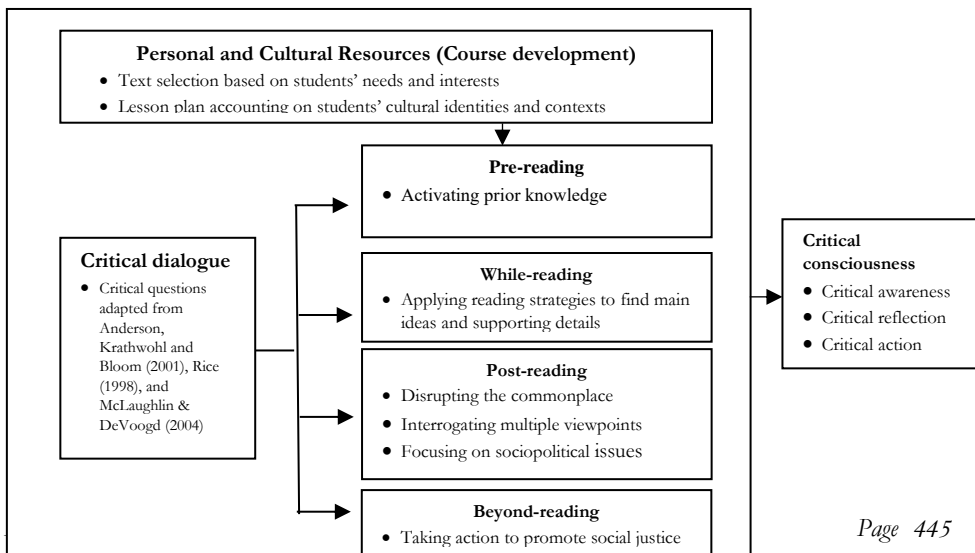 Personal and Cultural Resources (Course development)
• Text selection based on students' needs and interests
• Lesson plan accounting on students' cultural identities and contexts
Pre-reading
• Activating prior knowledge
Critical dialogue
• Critical questions
adapted from
Anderson,
Krathwohl and
Bloom (2001), Rice
(1998), and
McLaughlin &
DeVoogd (2004)
While-reading
• Applying reading strategies to find main
ideas and supporting details
Post-reading
• Disrupting the commonplace
• Interrogating multiple viewpoints
• Focusing on sociopolitical issues
Beyond-reading
• Taking action to promote social justice
Critical
consciousness
• Critical awareness
• Critical reflection
• Critical action
Page 445